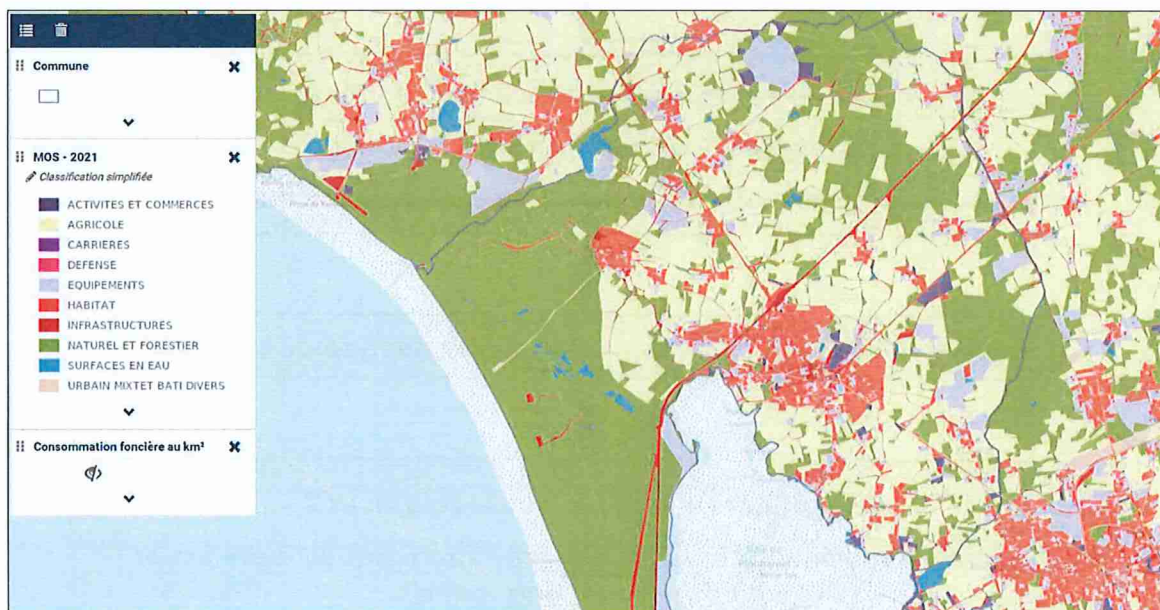 Commune
MOS - 2021
Classification simplifiée
ACTIVITES ET COMMERCES
AGRICOLE
CARRIERES
DEFENSE
EQUIPEMENTS
HABITAT
INFRASTRUCTURES
NATUREL ET FORESTIER
SURFACES EN EAU
URBAIN MIXTET BATI DIVERS
Consommation foncière au km²